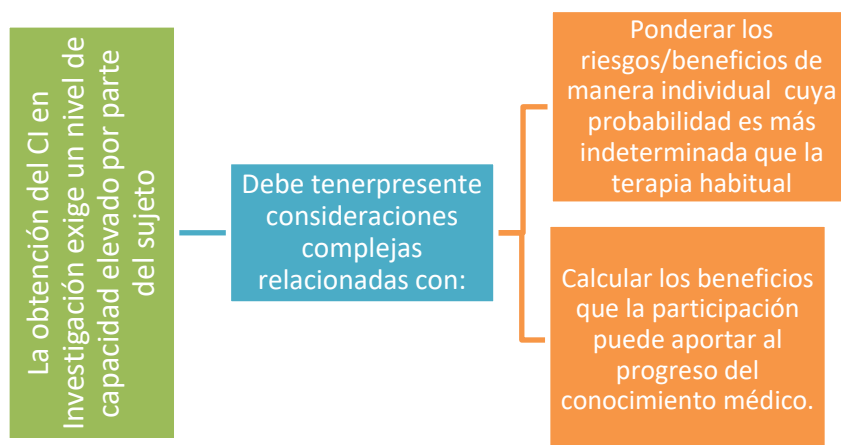 La obtención del CI en
Investigación exige un nivel de
capacidad elevado por parte
del sujeto
Debe tenerpresente
consideraciones
complejas
relacionadas con:
Ponderar los
riesgos/beneficios de
manera individual cuya
probabilidad es más
indeterminada que la
terapia habitual
Calcular los beneficios
que la participación
puede aportar al
progreso del
conocimiento médico.